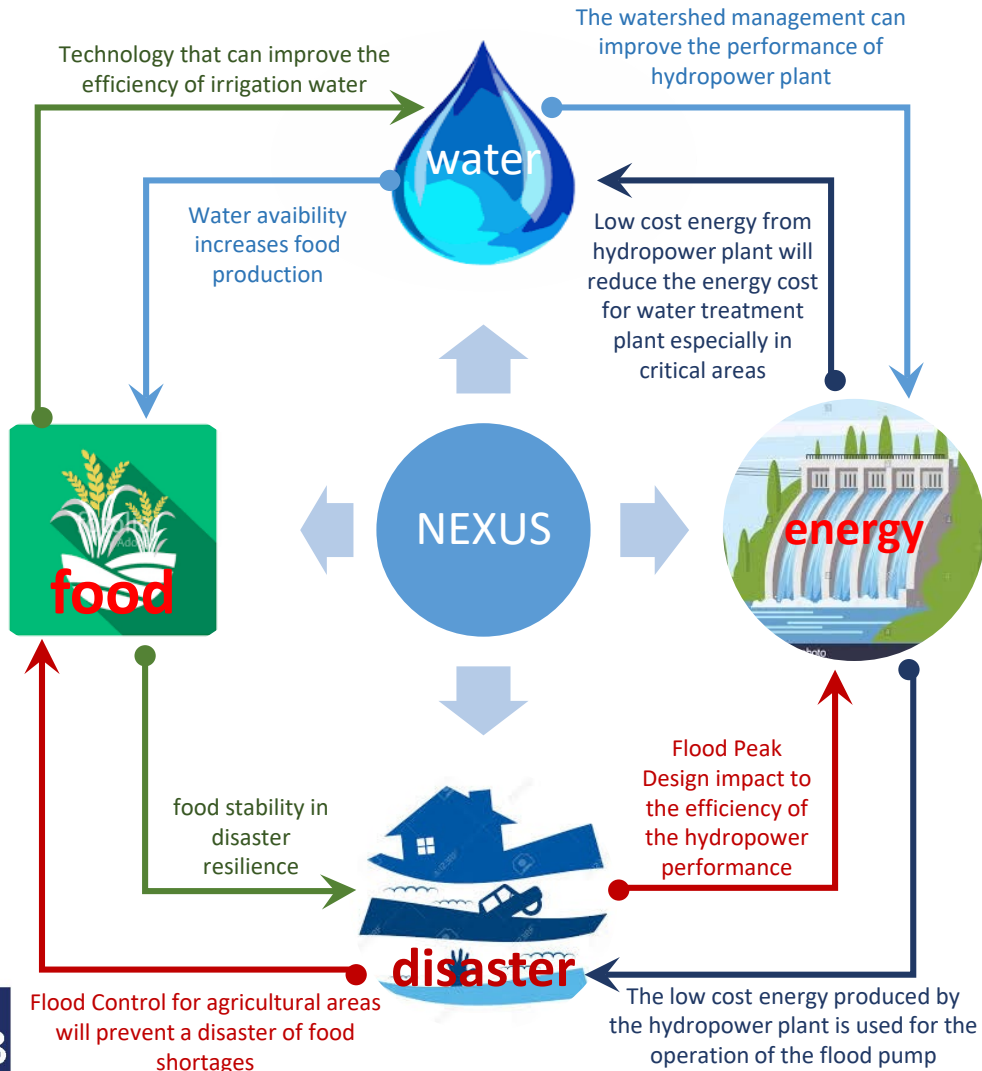 Technology that can improve the
efficiency of irrigation water
The watershed management can
improve the performance of
hydropower plant
water
Water avaibility
increases food
production
Low cost energy from
hydropower plant will
reduce the energy cost
for water treatment
plant especially in
critical areas
NEXUS
food
energy
food stability in
disaster
resilience
Flood Peak
Design impact to
the efficiency of
the hydropower
performance
disaster
Flood Control for agricultural areas
will prevent a disaster of food
shortages
The low cost energy produced by
the hydropower plant is used for the
operation of the flood pump